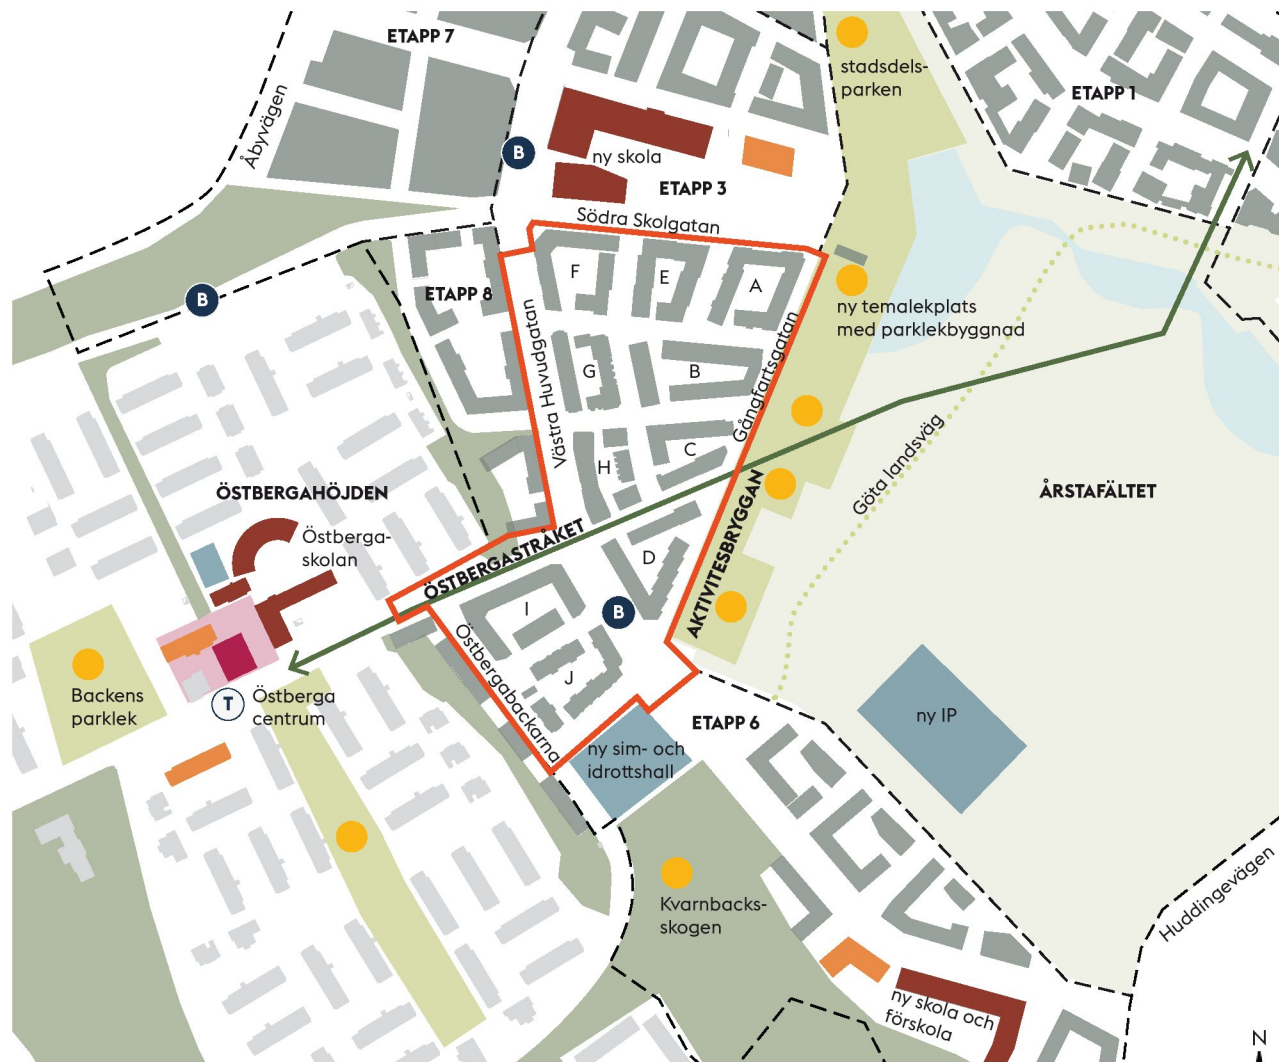 ETAPP 7
stadsdels-
parken
ETAPP 1
Åbyvägen
B
ny skola
ETAPP 3
Södra Skolgatan
F
E
A
B
ETAPP 8
ny temalekplats
med parklekbyggnad
Västra Huvudgatan
G
B
Gångfartsgatan
C
H
Göta landsväg
ÅRSTAFÄLTET
ÖSTBERGAHÖJDEN
Östberga-
skolan
ÖSTBERGASTRÅKET
AKTIVITESBRYGGAN
D
I
B
Östbergabackarna
J
Backens
parklek
T
Östberga
centrum
ETAPP 6
ny IP
ny sim- och
idrottshall
Kvarnbacks-
skogen
Huddingevägen
ny skola och
förskola
N